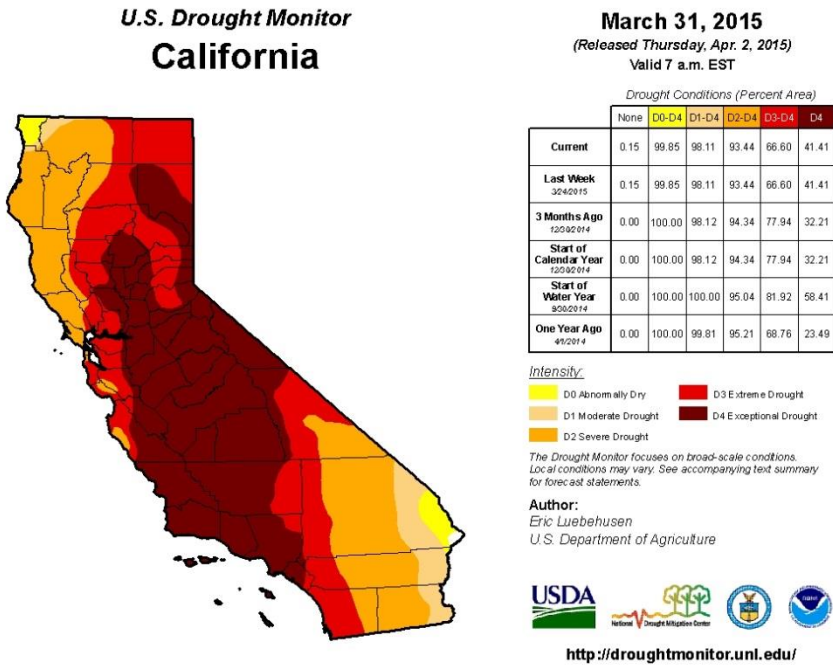 U.S. Drought Monitor
California
March 31, 2015
(Released Thursday, Apr. 2, 2015)
Valid 7 a.m. EST
Drought Conditions (Percent Area)
None D0-D4 D1-D4 D2-D4 D3-D4 D4
Current 0.15 99.85 98.11 93.44 66.60 41.41
Last Week 3/24/2015 0.15 99.85 98.11 93.44 66.60 41.41
3 Months Ago 12/30/2014 0.00 100.00 98.12 94.34 77.94 32.21
Start of Calendar Year 12/30/2014 0.00 100.00 98.12 94.34 77.94 32.21
Start of Water Year 9/30/2014 0.00 100.00 100.00 95.04 81.92 58.41
One Year Ago 4/1/2014 0.00 100.00 99.81 95.21 68.76 23.49
Intensity:
D0 Abnormally Dry D3 Extreme Drought
D1 Moderate Drought D4 Exceptional Drought
D2 Severe Drought
The Drought Monitor focuses on broad-scale conditions.
Local conditions may vary. See accompanying text summary
for forecast statements.
Author:
Eric Luebehusen
U.S. Department of Agriculture
USDA
National Drought Mitigation Center
http://droughtmonitor.unl.edu/